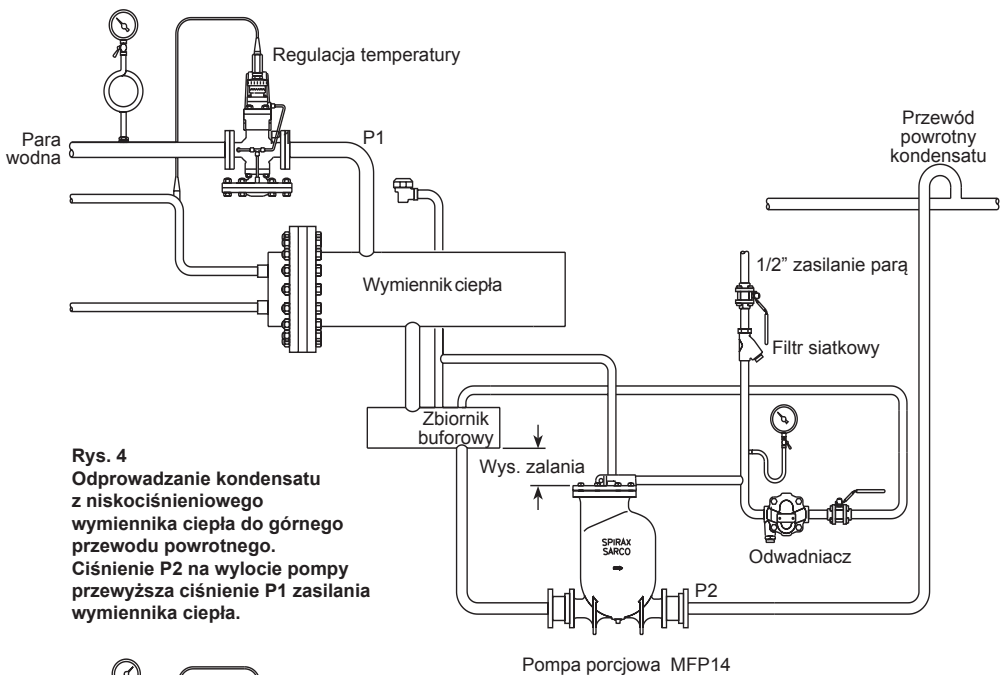 Regulacja temperatury
Para
wodna
P1
Przewód
powrotny
kondensatu
1/2” zasilanie parą
Wymiennik ciepła
Filtr siatkowy
Zbiornik
buforowy
Wys. zalania
Rys. 4
Odprowadzanie kondensatu
z niskociśnieniowego
wymiennika ciepła do górnego
przewodu powrotnego.
Ciśnienie P2 na wylocie pompy
przewyższa ciśnienie P1 zasilania
wymiennika ciepła.
SPIRAX
SARCO
Odwadniacz
P2
Pompa porcjowa MFP14